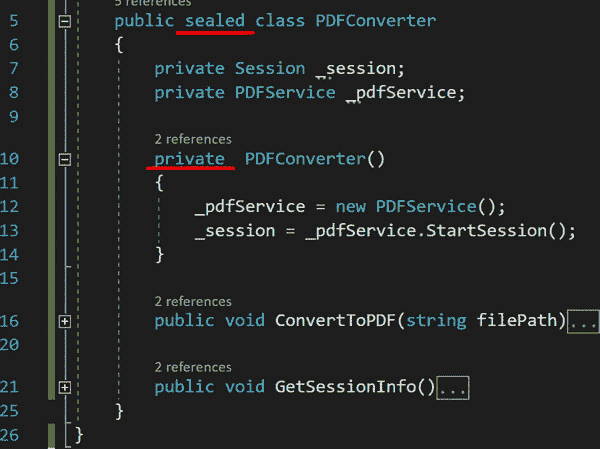 5 references
5 public sealed class PDFConverter
6 {
7 private Session _session;
8 private PDFService _pdfService;
9
2 references
10 private PDFConverter()
11 {
12 _pdfService = new PDFService();
13 _session = _pdfService.StartSession();
14 }
15
2 references
16 public void ConvertToPDF(string filePath)...
20
2 references
21 public void GetSessionInfo()...
25 }
26 }